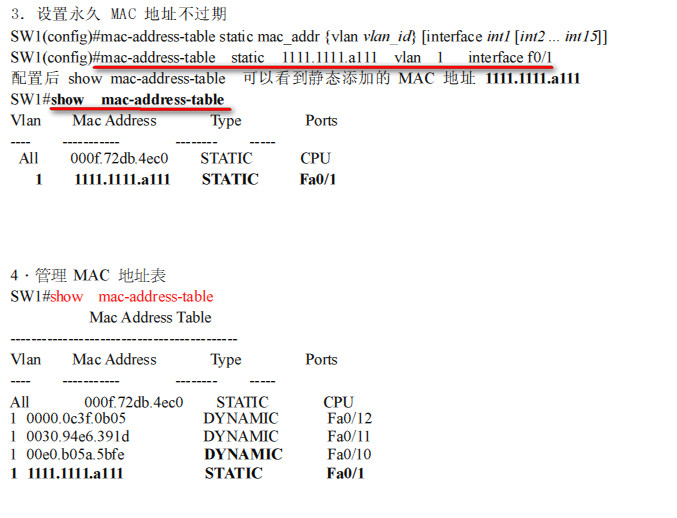 3．设置永久 MAC 地址不过期
SW1(config)#mac-address-table static mac_addr {vlan vlan_id} [interface int1 [int2 ... int15]]
SW1(config)#mac-address-table static 1111.1111.a111 vlan 1 interface f0/1
配置后 show mac-address-table 可以看到静态添加的 MAC 地址 1111.1111.a111
SW1#show mac-address-table
Vlan Mac Address Type Ports
---- ----------- -------- -----
All 000f.72db.4ec0 STATIC CPU
1 1111.1111.a111 STATIC Fa0/1
4·管理 MAC 地址表
SW1#show mac-address-table
Mac Address Table
-------------------------------------------
Vlan Mac Address Type Ports
---- ----------- -------- -----
All 000f.72db.4ec0 STATIC CPU
1 0000.0c3f.0b05 DYNAMIC Fa0/12
1 0030.94e6.391d DYNAMIC Fa0/11
1 00e0.b05a.5bfe DYNAMIC Fa0/10
1 1111.1111.a111 STATIC Fa0/1